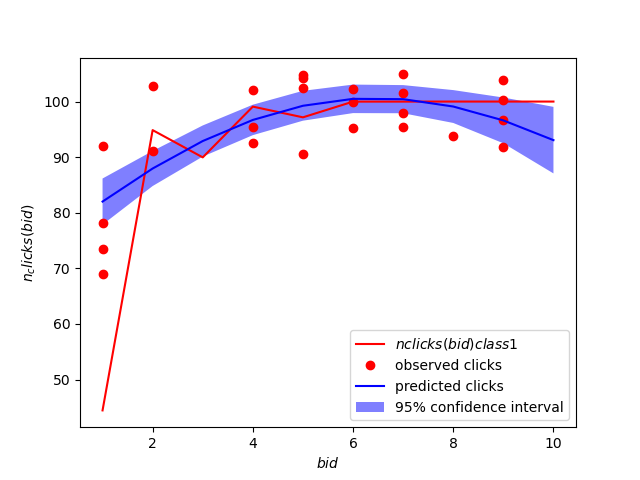 100
90
80
70
60
50
2
4
6
8
10
n_clicks(bid)
bid
nclicks(bid)class1
observed clicks
predicted clicks
95% confidence interval